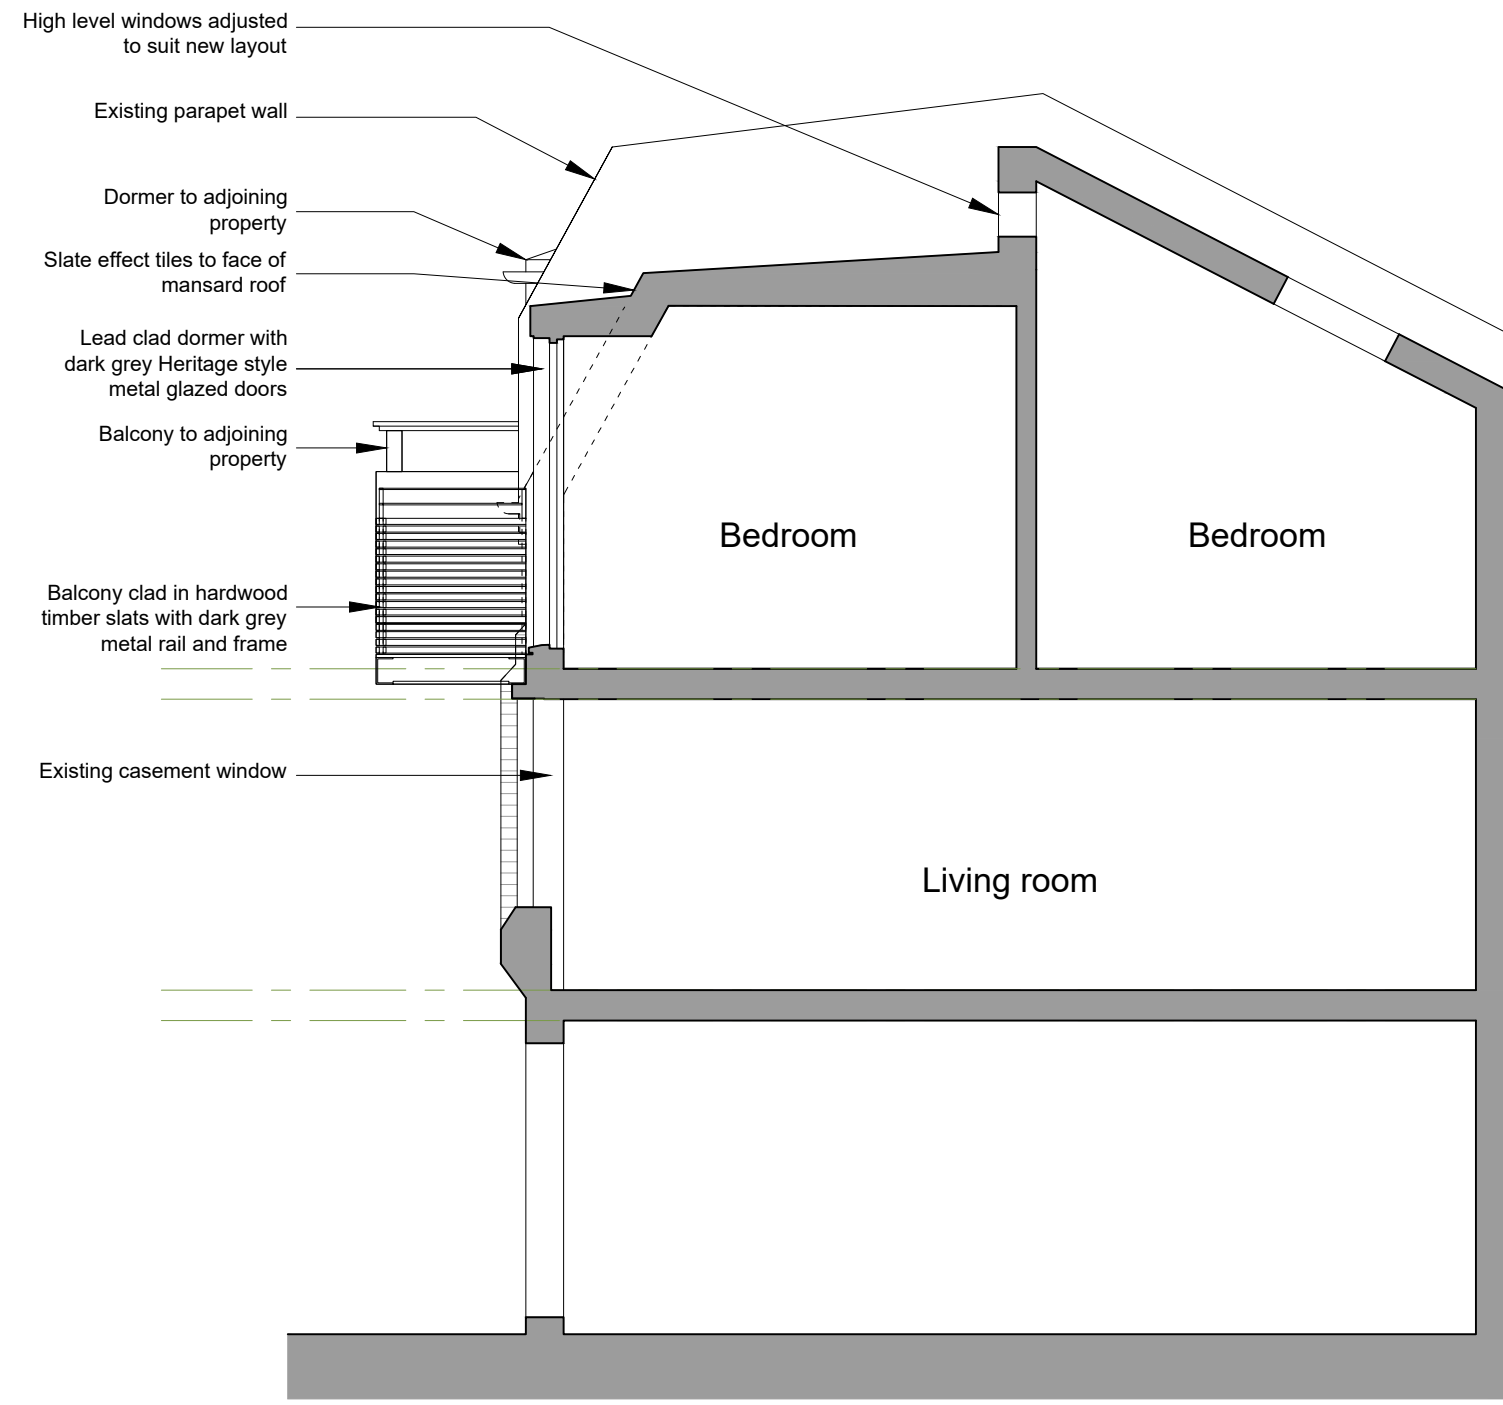 High level windows adjusted
to suit new layout
Existing parapet wall
Dormer to adjoining
property
Slate effect tiles to face of
mansard roof
Lead clad dormer with
dark grey Heritage style
metal glazed doors
Balcony to adjoining
property
Bedroom
Bedroom
Balcony clad in hardwood
timber slats with dark grey
metal rail and frame
Existing casement window
Living room